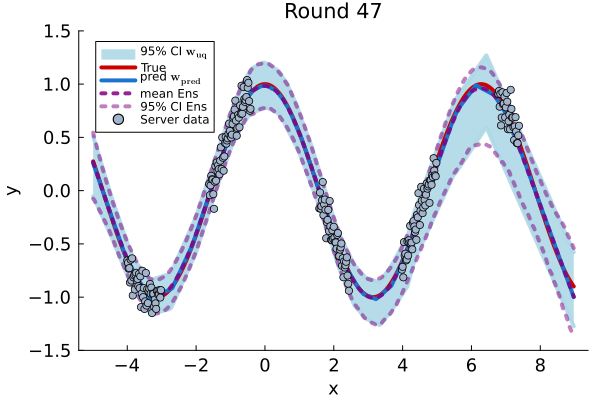 Round 47
1.5
1.0
0.5
0.0
−0.5
−1.0
−1.5
y
95% CI w_uq
True
pred w_pred
mean Ens
95% CI Ens
Server data
−4 −2 0 2 4 6 8
x